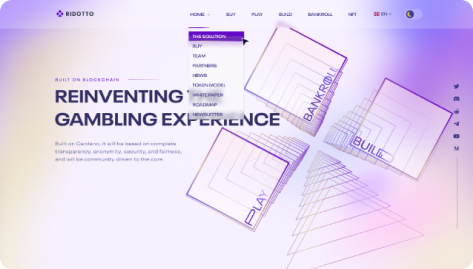 RIDOTTO
HOME
BUY
PLAY
BUILD
BANKROLL
NFT
EN
THE SOLUTION
BUY
TEAM
PARTNERS
NEWS
TOKEN MODEL
WHITEPAPER
ROADMAP
NEWSLETTER
BUILT ON BLOCKCHAIN
REINVENTING
GAMBLING EXPERIENCE
Built on Cardano, it will be based on complete
transparency, anonymity, security, and fairness,
and will be community driven to the core.
BANKROLL
BUILD
PLAY